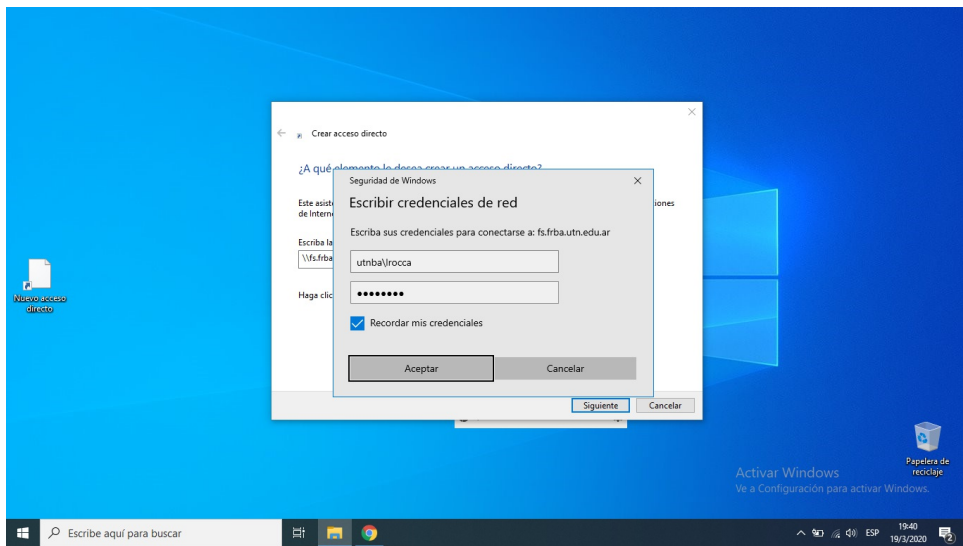 Crear acceso directo
¿A qué elemento le desea crear un acceso directo?
Seguridad de Windows
Este asist
iones
Escribir credenciales de red
de Intern
Escriba sus credenciales para conectarse a: fs.frba.utn.edu.ar
Escriba la
\\fs.frba
utnba\lrocca
Haga clic
Recordar mis credenciales
Aceptar
Cancelar
Siguiente
Cancelar
Nuevo acceso
directo
Papelera de
reciclaje
Activar Windows
Ve a Configuración para activar Windows.
Escribe aquí para buscar
ESP
19:40
19/3/2020
2